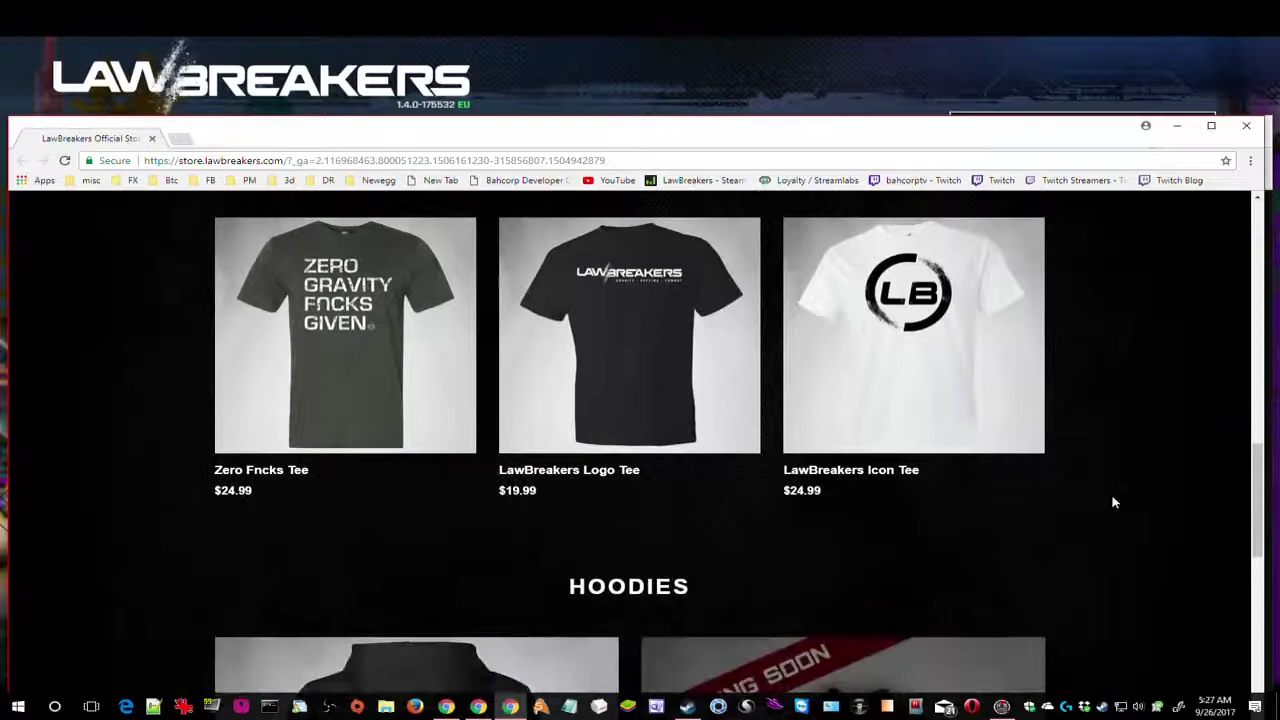 LAWBREAKERS
1.4.0-175532 EU
LawBreakers Official Sto
Secure https://store.lawbreakers.com/?_ga=2.116968463.800051223.1506161230-315856807.1504942879
Apps misc FX Btc FB PM 3d DR Newegg New Tab Bahcorp Developer C YouTube LawBreakers - Steam Loyalty / Streamlabs bahcorptv - Twitch Twitch Twitch Streamers - Twitch Blog
ZERO
GRAVITY
FNCKS
GIVEN
LAWBREAKERS
LB
Zero Fncks Tee LawBreakers Logo Tee LawBreakers Icon Tee
$24.99 $19.99 $24.99
HOODIES
NG SOON
5:27 AM
9/26/2017